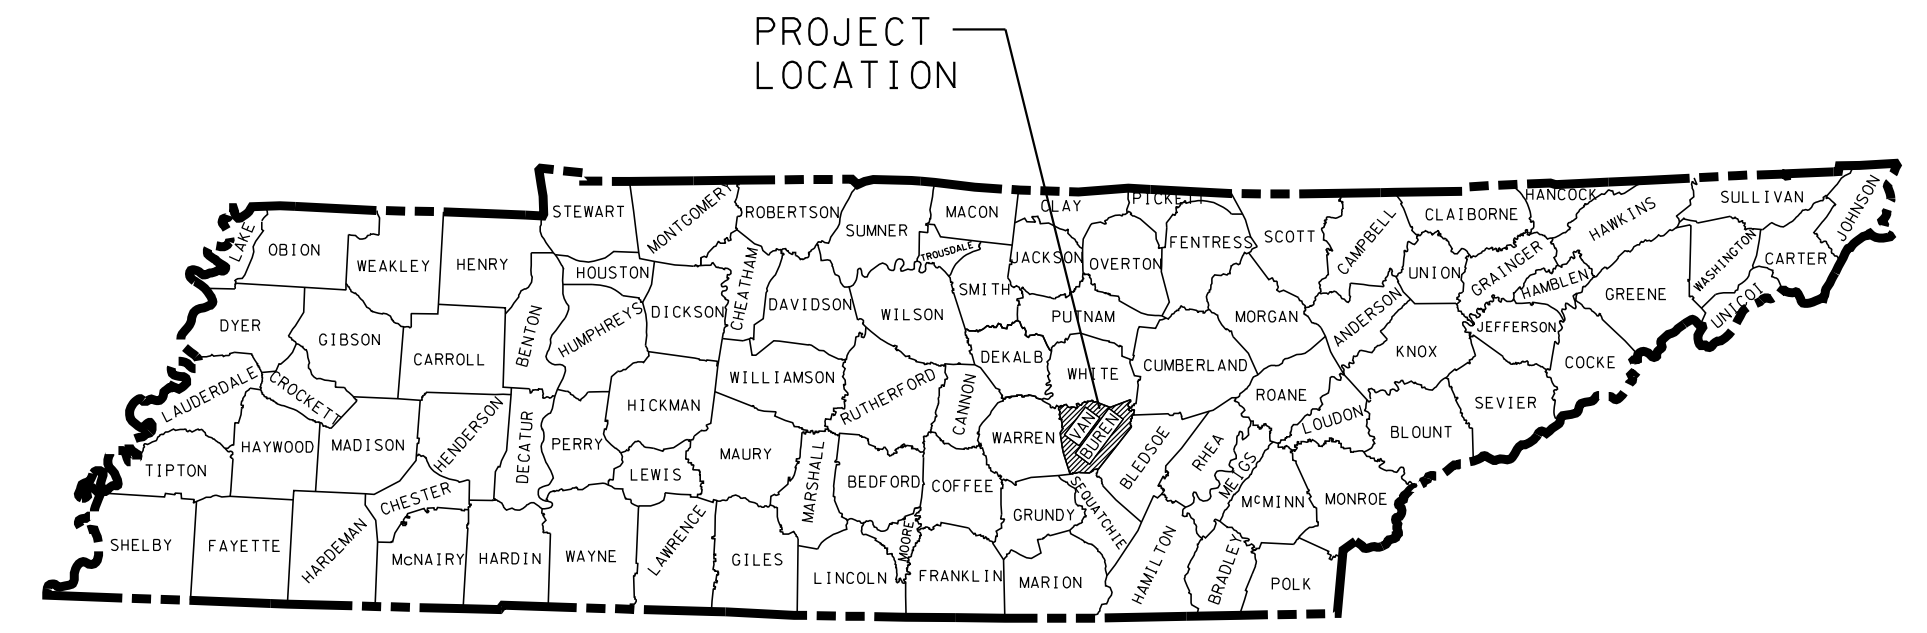 PROJECT
LOCATION
LAKE
OBION
WEAKLEY
HENRY
STEWART
MONTGOMERY
ROBERTSON
SUMNER
MACON
TROUSDALE
CLAY
PICKETT
JACKSON
OVERTON
FENTRESS
SCOTT
CAMPBELL
CLAIBORNE
HANCOCK
HAWKINS
SULLIVAN
JOHNSON
CARTER
WASHINGTON
UNICOI
GREENE
HAMBLEN
GRAINGER
UNION
HOUSTON
DICKSON
CHEATHAM
DAVIDSON
WILSON
SMITH
PUTNAM
MORGAN
ANDERSON
KNOX
JEFFERSON
COCKE
DYER
GIBSON
CARROLL
BENTON
HUMPHREYS
LAUDERDALE
CROCKETT
HICKMAN
WILLIAMSON
RUTHERFORD
CANNON
DEKALB
WHITE
CUMBERLAND
ROANE
LOUDON
BLOUNT
SEVIER
TIPTON
HAYWOOD
MADISON
HENDERSON
DECATUR
PERRY
LEWIS
MAURY
MARSHALL
BEDFORD
COFFEE
WARREN
VAN
BUREN
BLEDSOE
RHEA
MEIGS
McMINN
MONROE
CHESTER
SHELBY
FAYETTE
HARDEMAN
McNAIRY
HARDIN
WAYNE
LAWRENCE
GILES
LINCOLN
MOORE
FRANKLIN
GRUNDY
SEQUATCHIE
MARION
HAMILTON
BRADLEY
POLK